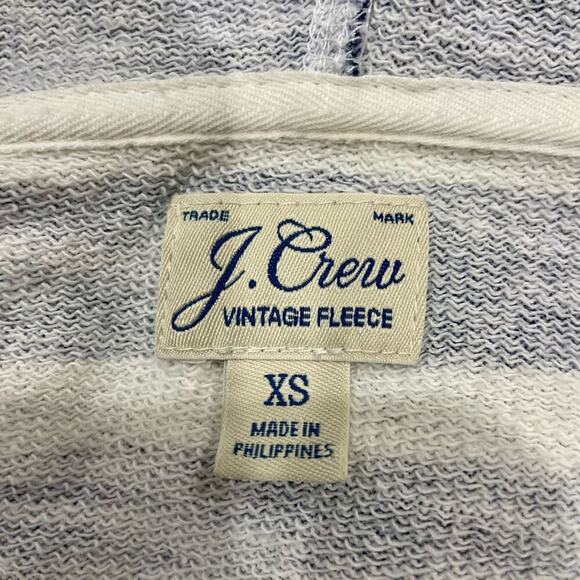 TRADE MARK
J. Crew
VINTAGE FLEECE
XS
MADE IN
PHILIPPINES